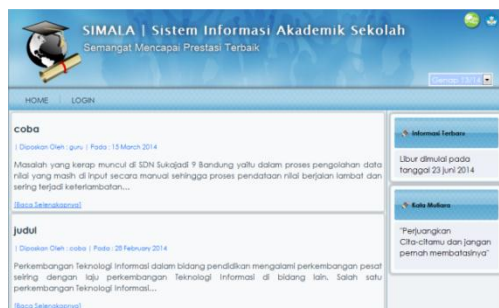 SIMALA | Sistem Informasi Akademik Sekolah
Semangat Mencapai Prestasi Terbaik
Genap 13/14
HOME
LOGIN
coba
| Diposkan Oleh : guru | Pada : 15 March 2014
Masalah yang kerap muncul di SDN Sukajadi 9 Bandung yaitu dalam proses pengolahan data
nilai yang masih di input secara manual sehingga proses pendataan nilai berjalan lambat dan
sering terjadi keterlambatan...
[Baca Selengkapnya]
judul
| Diposkan Oleh : coba | Pada : 28 February 2014
Perkembangan Teknologi Informasi dalam bidang pendidikan mengalami perkembangan pesat
seiring dengan laju perkembangan Teknologi Informasi di bidang lain. Salah satu
perkembangan Teknologi Informasi...
[Baca Selengkapnya]
Informasi Terbaru
Libur dimulai pada
tanggal 23 juni 2014
Kata Mutiara
"Perjuangkan
Cita-citamu dan jangan
pernah membatasinya"